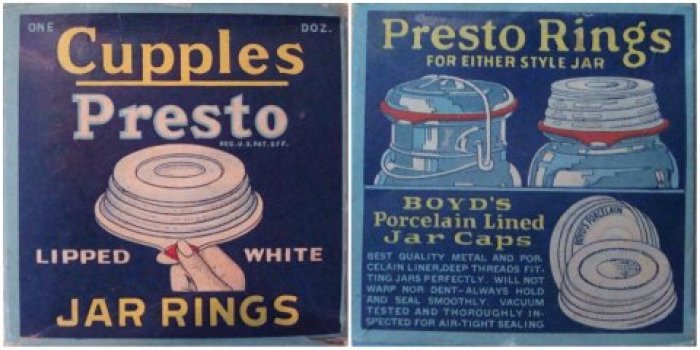 ONE DOZ.
Cupples
Presto
REG. U.S. PAT. OFF.
LIPPED WHITE
JAR RINGS
Presto Rings
FOR EITHER STYLE JAR
BOYD'S
Porcelain Lined
Jar Caps
BEST QUALITY METAL AND POR-
CELAIN LINER, DEEP THREADS FIT-
TING JARS PERFECTLY. WILL NOT
WARP NOR DENT-ALWAYS HOLD
AND SEAL SMOOTHLY. VACUUM
TESTED AND THOROUGHLY IN-
SPECTED FOR AIR-TIGHT SEALING
BOYD'S PORCELAIN